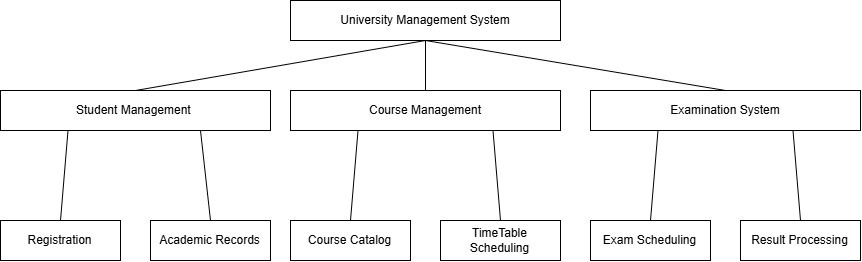 University Management System
Student Management
Course Management
Examination System
Registration
Academic Records
Course Catalog
TimeTable
Scheduling
Exam Scheduling
Result Processing